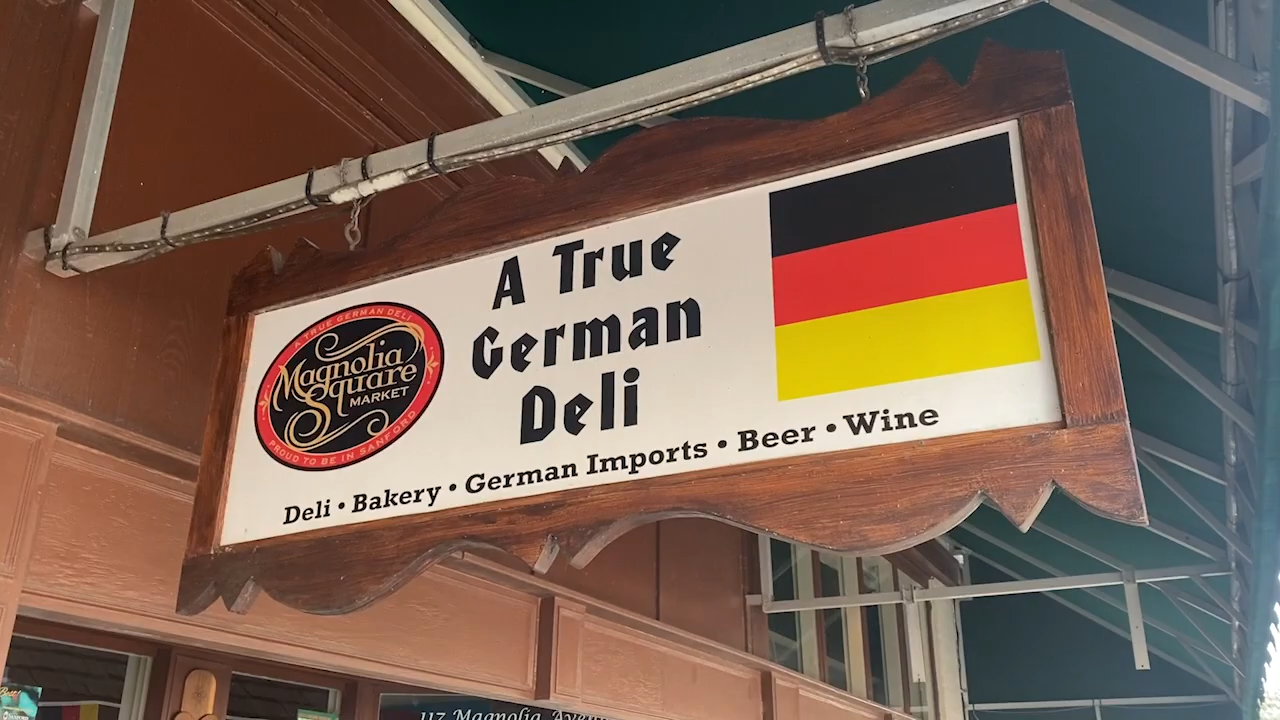 A TRUE GERMAN DELI
Magnolia
Square
MARKET
PROUD TO BE IN SANFORD
A True
German
Deli
Deli • Bakery • German Imports • Beer • Wine
117 Magnolia Avenue